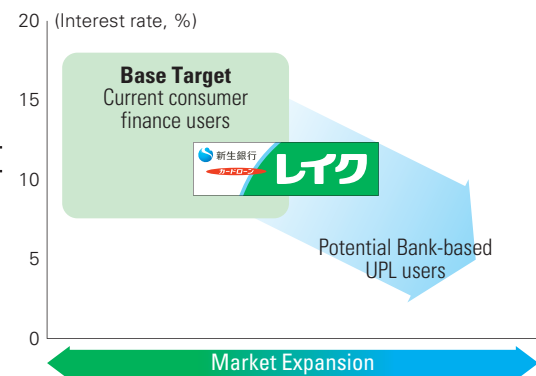 20 (Interest rate, %)
Base Target
Current consumer
finance users
15
新生銀行
カードローン
レイク
10
Potential Bank-based
UPL users
5
0
Market Expansion